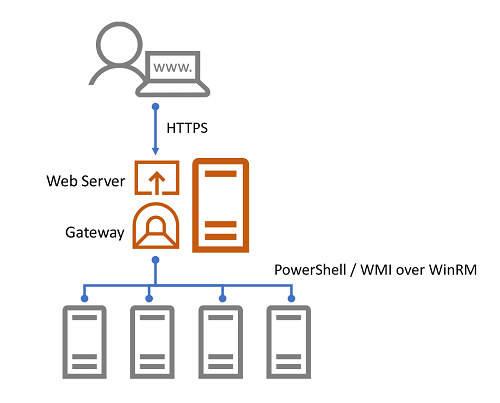 www.
HTTPS
Web Server
Gateway
PowerShell / WMI over WinRM